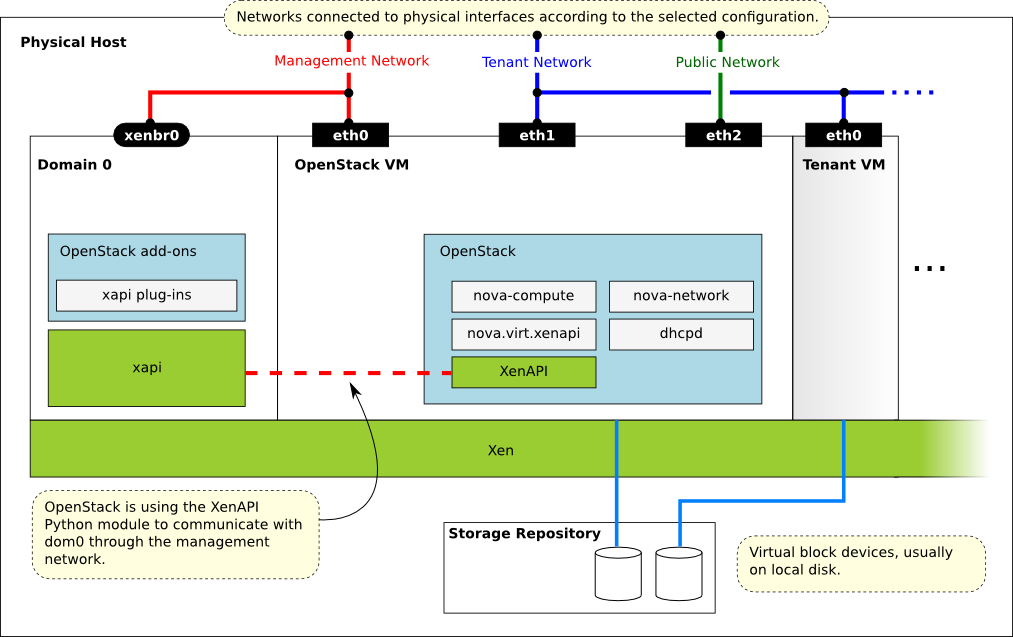 Networks connected to physical interfaces according to the selected configuration.
Physical Host
Management Network
Tenant Network
Public Network
xenbr0
eth0
eth1
eth2
eth0
Domain 0
OpenStack VM
Tenant VM
OpenStack add-ons
xapi plug-ins
xapi
OpenStack
nova-compute
nova-network
nova.virt.xenapi
dhcpd
XenAPI
...
Xen
OpenStack is using the XenAPI
Python module to communicate with
dom0 through the management
network.
Storage Repository
Virtual block devices, usually
on local disk.